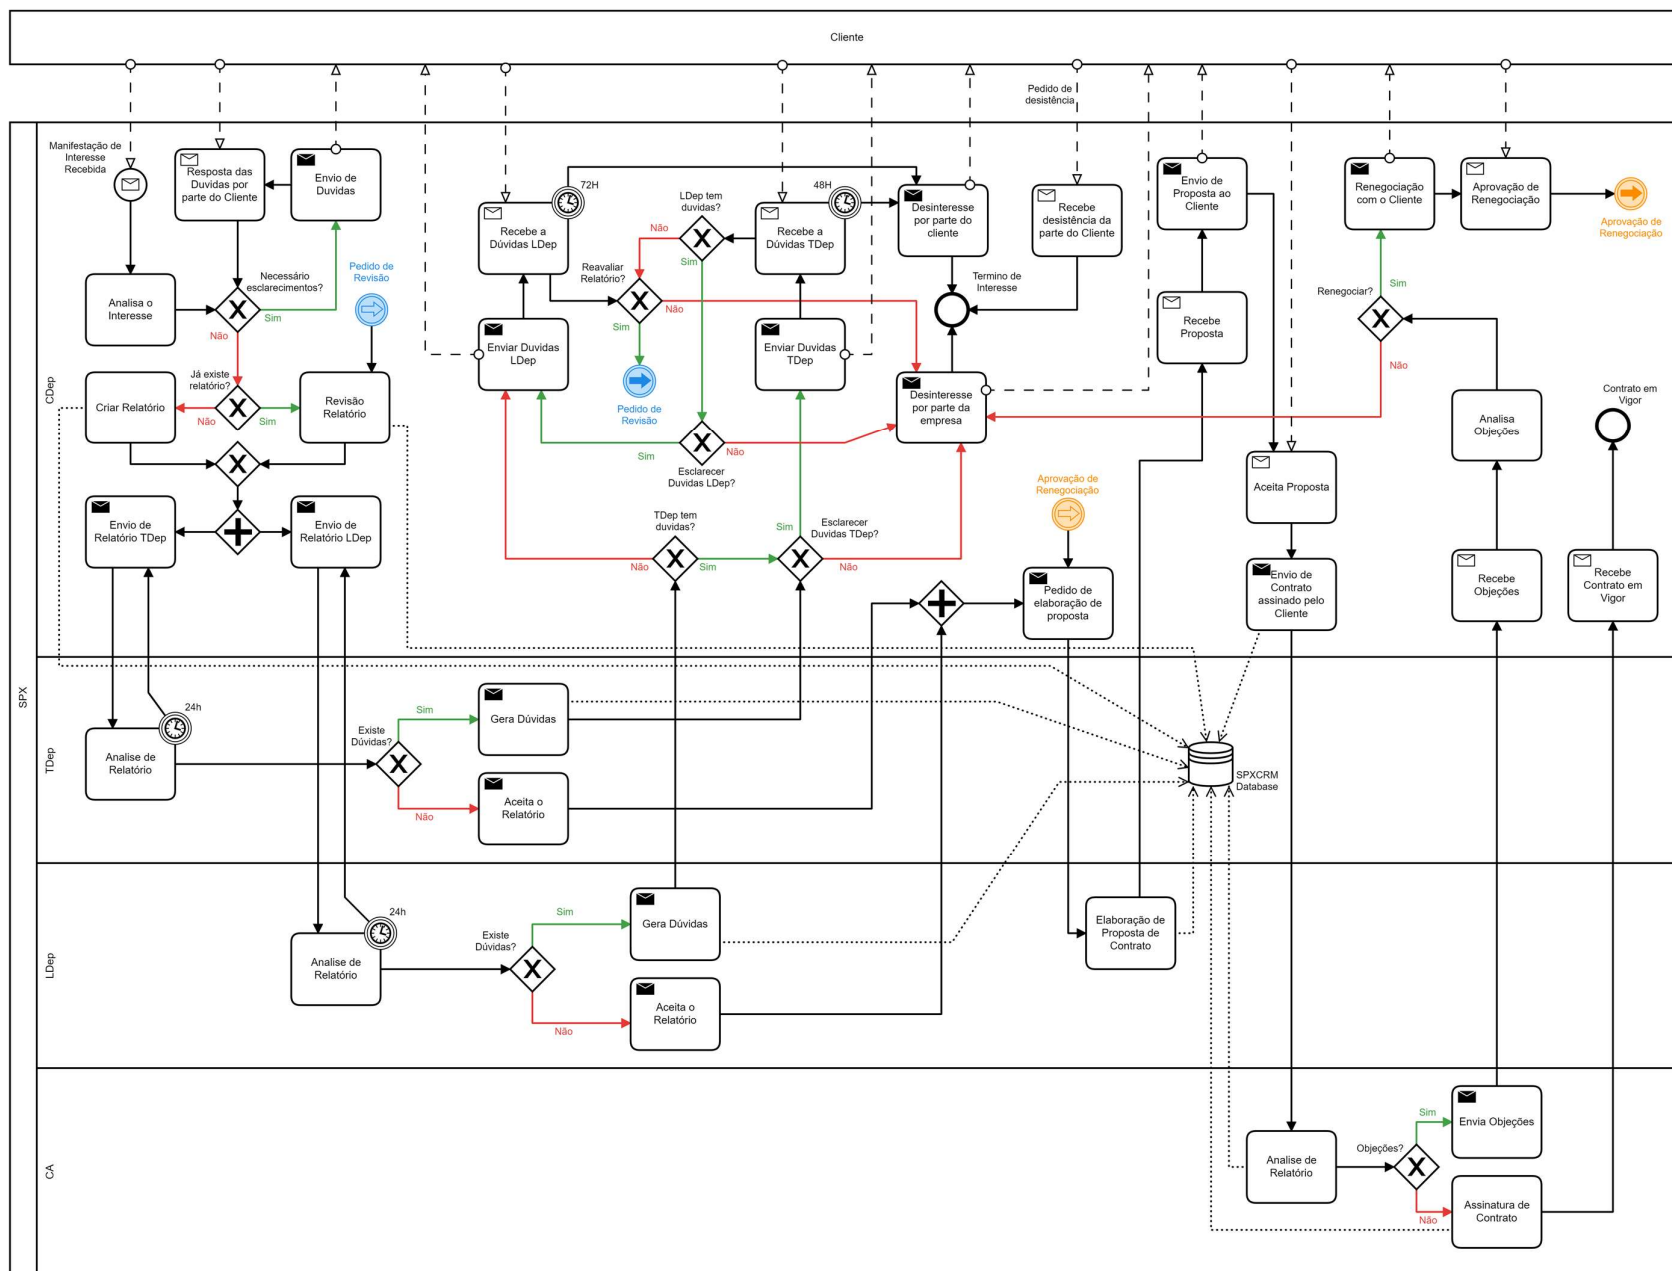 Cliente
Pedido de
desistência
SPX
CDep
Manifestação de
Interesse
Recebida
Resposta das
Duvidas por
parte do Cliente
Envio de
Duvidas
Analisa o
Interesse
Necessário
esclarecimentos?
Sim
Não
Pedido de
Revisão
Já existe
relatório?
Criar Relatório
Não
Sim
Revisão
Relatório
Envio de
Relatório TDep
Envio de
Relatório LDep
72H
Recebe a
Dúvidas LDep
LDep tem
duvidas?
Não
Sim
48H
Recebe a
Dúvidas TDep
Reavaliar
Relatório?
Não
Sim
Enviar Duvidas
LDep
Pedido de
Revisão
Enviar Duvidas
TDep
Desinteresse
por parte do
cliente
Recebe
desistência da
parte do Cliente
Termino de
Interesse
Desinteresse
por parte da
empresa
Sim
Não
Esclarecer
Duvidas LDep?
TDep tem
duvidas?
Não
Sim
Esclarecer
Duvidas TDep?
Sim
Não
Aprovação de
Renegociação
Pedido de
elaboração de
proposta
Envio de
Proposta ao
Cliente
Recebe
Proposta
Aceita Proposta
Envio de
Contrato
assinado pelo
Cliente
Renegociação
com o Cliente
Aprovação de
Renegociação
Aprovação de
Renegociação
Renegociar?
Sim
Não
Analisa
Objeções
Recebe
Objeções
Contrato em
Vigor
Recebe
Contrato em
Vigor
TDep
24h
Analise de
Relatório
Existe
Dúvidas?
Sim
Não
Gera Dúvidas
Aceita o
Relatório
SPXCRM
Database
LDep
24h
Analise de
Relatório
Existe
Dúvidas?
Sim
Não
Gera Dúvidas
Aceita o
Relatório
Elaboração de
Proposta de
Contrato
CA
Analise de
Relatório
Objeções?
Sim
Não
Envia Objeções
Assinatura de
Contrato